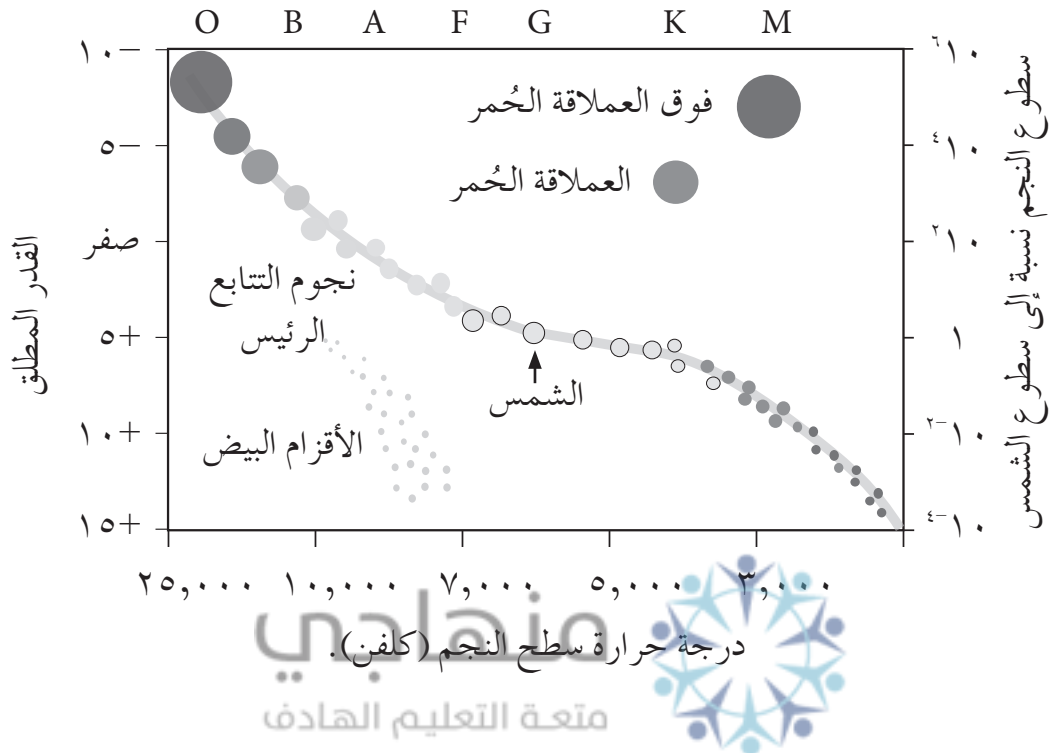 O B A F G K M
القدر المطلق
−١٠
−٥
صفر
+٥
+١٠
+١٥
سطوع النجم نسبة إلى سطوع الشمس
١٠⁶
١٠⁴
١٠²
١
١٠⁻²
١٠⁻⁴
فوق العملاقة الحُمر
العملاقة الحُمر
نجوم التتابع
الرئيس
الشمس
الأقزام البيض
٢٥,٠٠٠ ١٠,٠٠٠ ٧,٠٠٠ ٥,٠٠٠ ٣,٠٠٠
درجة حرارة سطح النجم (كلفن).
منهاجي
متعة التعليم الهادف